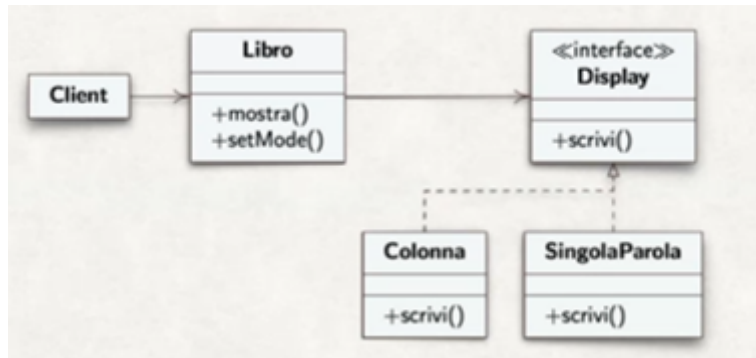 Client
Libro
+mostra()
+setMode()
≪interface≫
Display
+scrivi()
Colonna
+scrivi()
SingolaParola
+scrivi()